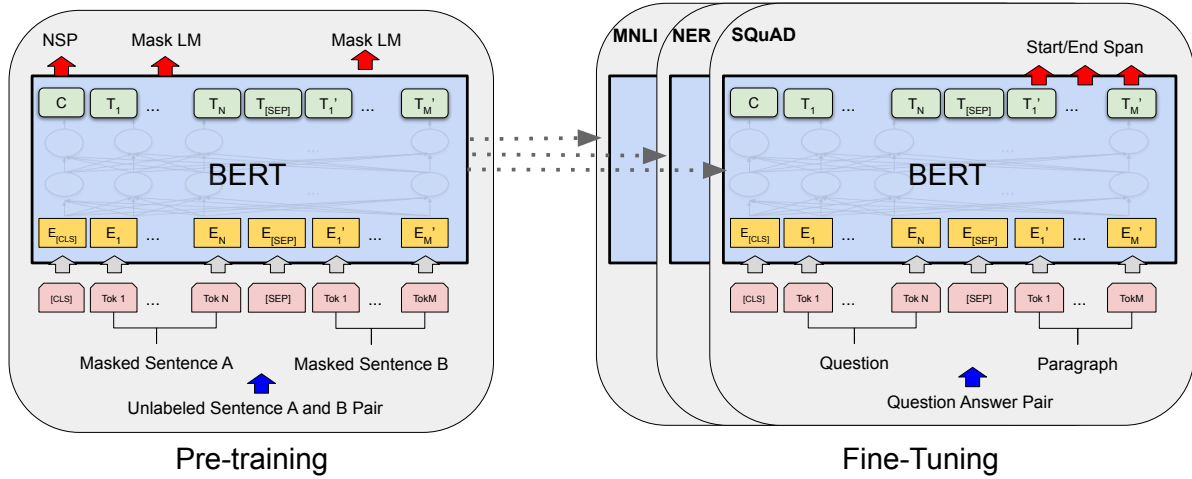 NSP Mask LM Mask LM
C T1 ... TN T[SEP] T1’ ... TM’
...
BERT
...
E[CLS] E1 ... EN E[SEP] E1’ ... EM’
[CLS] Tok 1 ... Tok N [SEP] Tok 1 ... TokM
Masked Sentence A Masked Sentence B
Unlabeled Sentence A and B Pair
Pre-training
MNLI NER SQuAD
Start/End Span
C T1 ... TN T[SEP] T1’ ... TM’
...
BERT
...
E[CLS] E1 ... EN E[SEP] E1’ ... EM’
[CLS] Tok 1 ... Tok N [SEP] Tok 1 ... TokM
Question Paragraph
Question Answer Pair
Fine-Tuning